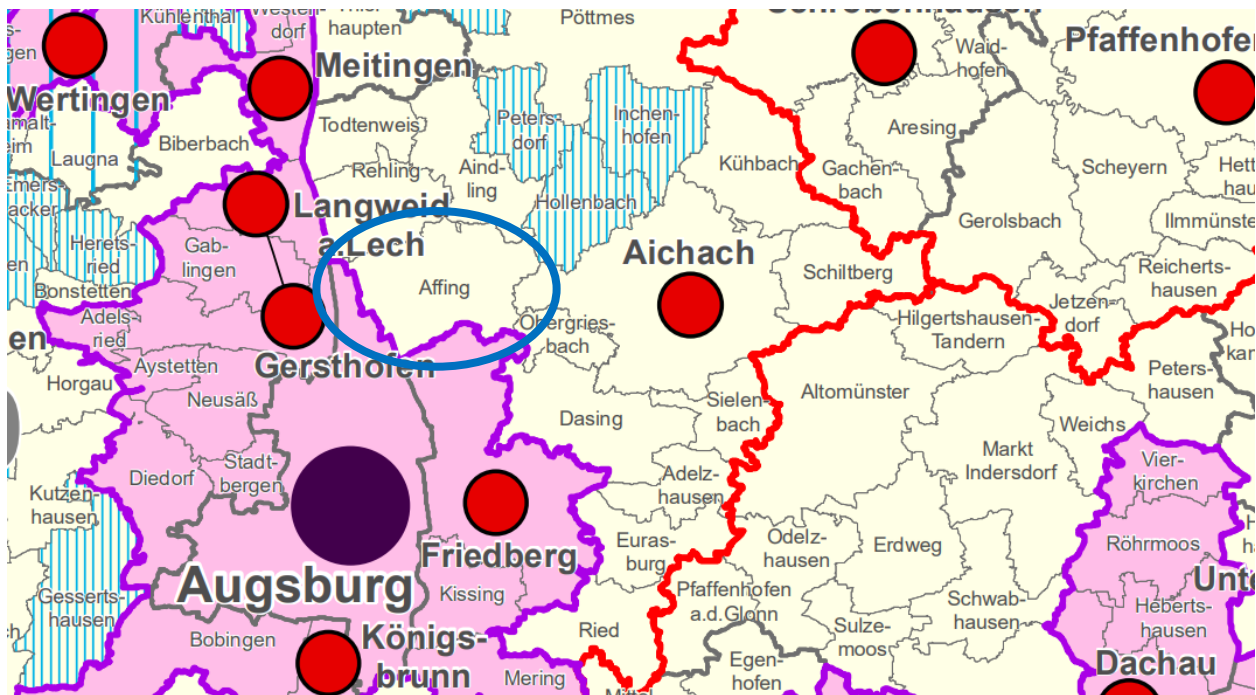 Kühlenthal
Pöttmes
Waid-
hofen
Pfaffenhofen
Meitingen
Wertingen
Todtenweis
Biberbach
Laugna
Peters-
dorf
Inchen-
hofen
Aresing
Rehling
Aind-
ling
Kühbach
Gachen-
bach
Scheyern
Hollenbach
Langweid
a.Lech
Gab-
lingen
Herets-
ried
Bonstetten
Gerolsbach
Ilmmünster
Aichach
Schiltberg
Reicherts-
hausen
Affing
Jetzen-
dorf
Adels-
ried
Obergries-
bach
Hilgertshausen-
Tandern
Gersthofen
Aystetten
Horgau
Neusäß
Peters-
hausen
Altomünster
Sielen-
bach
Dasing
Weichs
Markt
Indersdorf
Vier-
kirchen
Diedorf
Stadt-
bergen
Adelz-
hausen
Kutzen-
hausen
Friedberg
Euras-
burg
Odelz-
hausen
Erdweg
Röhrmoos
Augsburg
Kissing
Pfaffenhofen
a.d.Glonn
Schwab-
hausen
Heberts-
hausen
Gesserts-
hausen
Bobingen
Königs-
brunn
Ried
Sulze-
moos
Mering
Egen-
hofen
Dachau